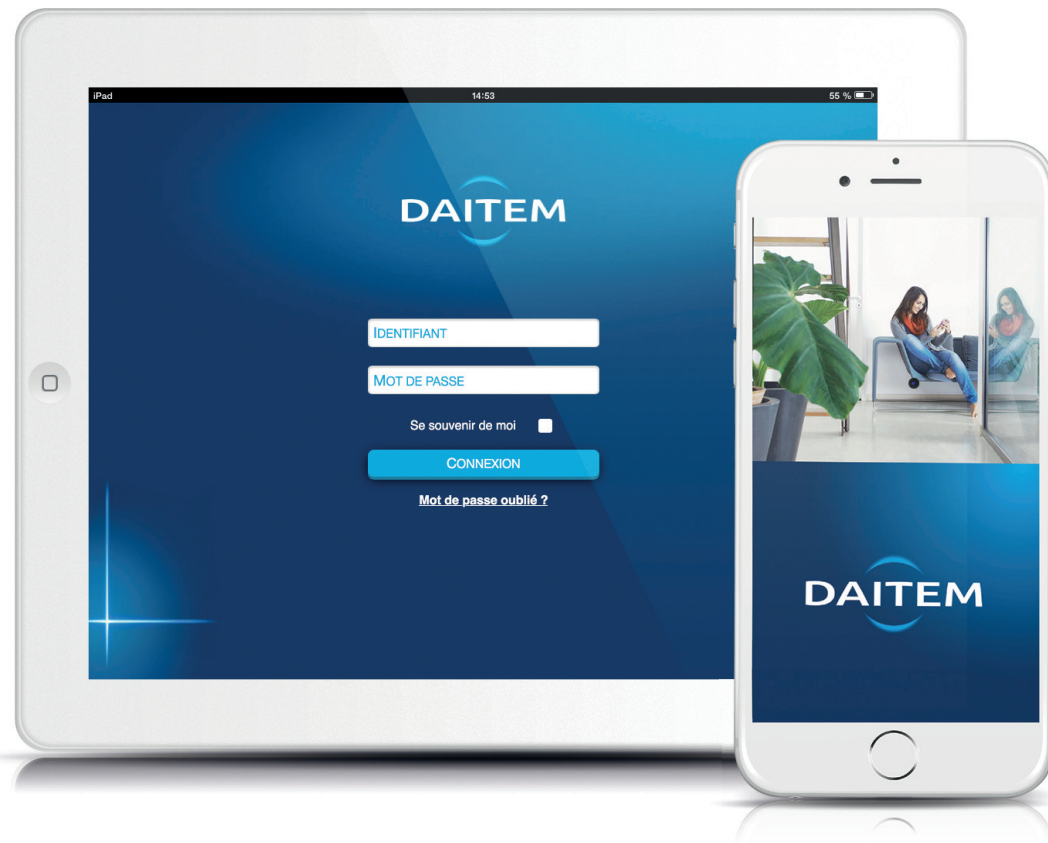 iPad
14:53
55 %
DAITEM
IDENTIFIANT
MOT DE PASSE
Se souvenir de moi
CONNEXION
Mot de passe oublié ?
DAITEM